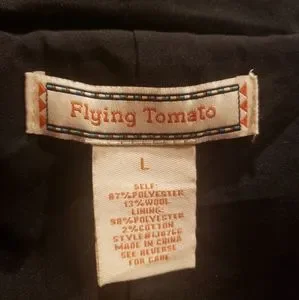 Flying Tomato
L
SELF:
87%POLYESTER
13%WOOL
LINING:
98%POLYESTER
2%COTTON
MADE IN CHINA
SEE REVERSE
FOR CARE